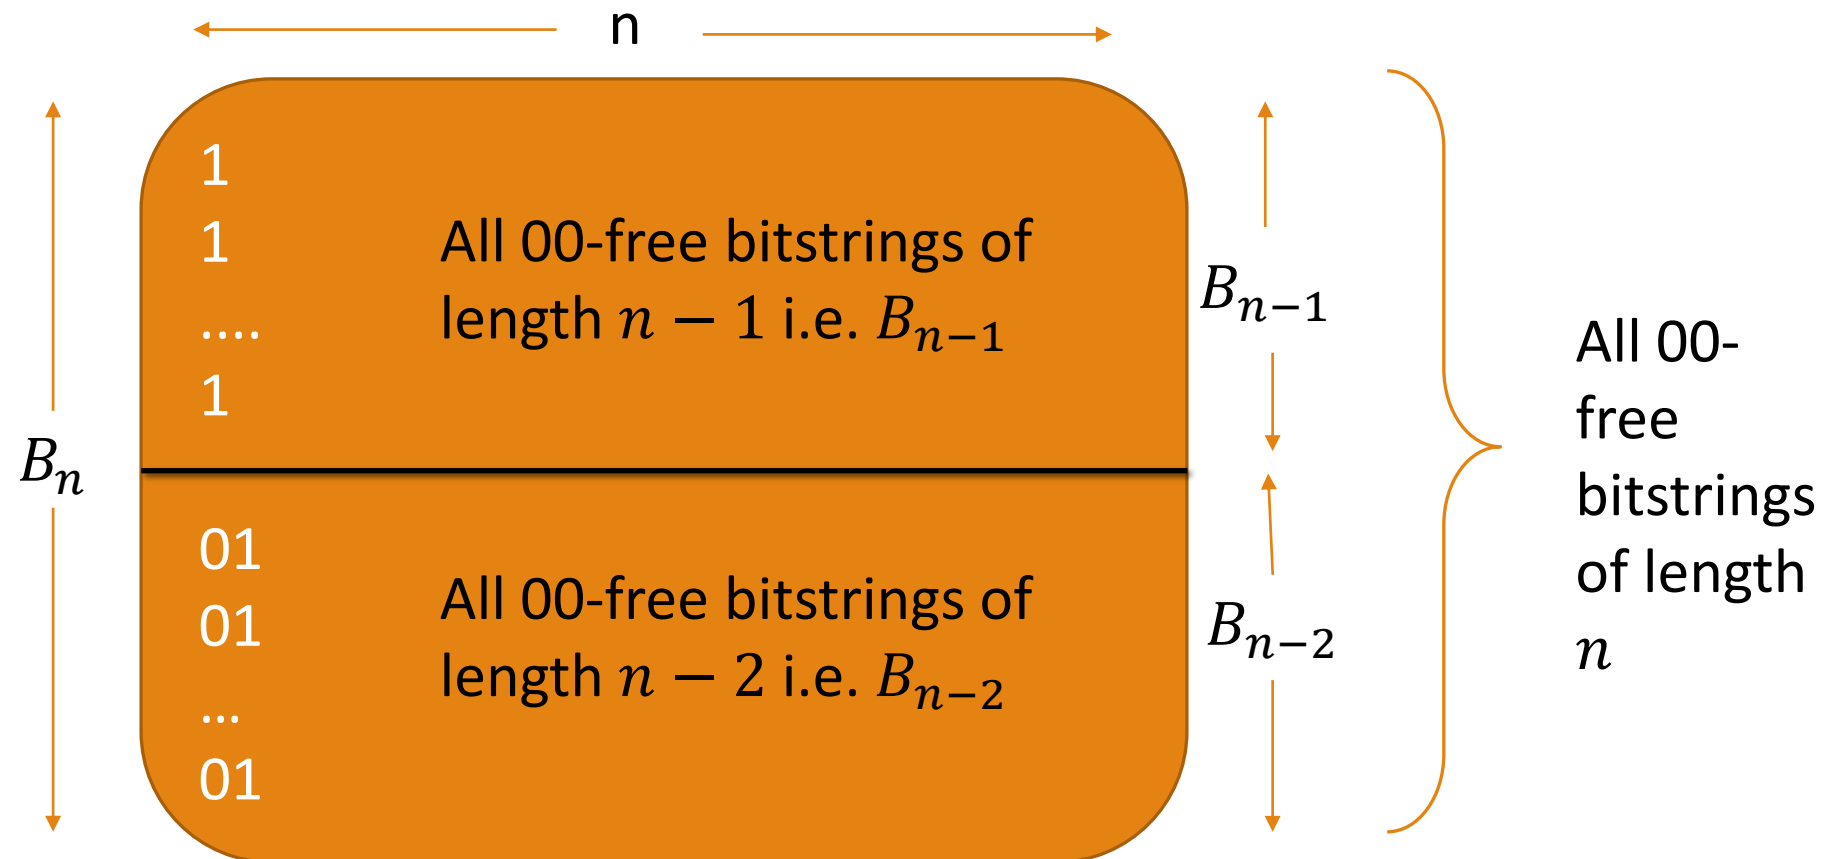 n
1
1
....
1
All 00-free bitstrings of
length n − 1 i.e. B_{n−1}
B_{n−1}
B_n
01
01
...
01
All 00-free bitstrings of
length n − 2 i.e. B_{n−2}
B_{n−2}
All 00-
free
bitstrings
of length
n